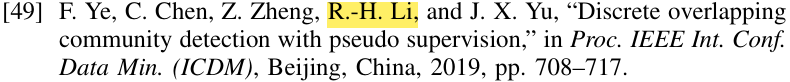 [49] F. Ye, C. Chen, Z. Zheng, R.-H. Li, and J. X. Yu, “Discrete overlapping
community detection with pseudo supervision,” in Proc. IEEE Int. Conf.
Data Min. (ICDM), Beijing, China, 2019, pp. 708–717.